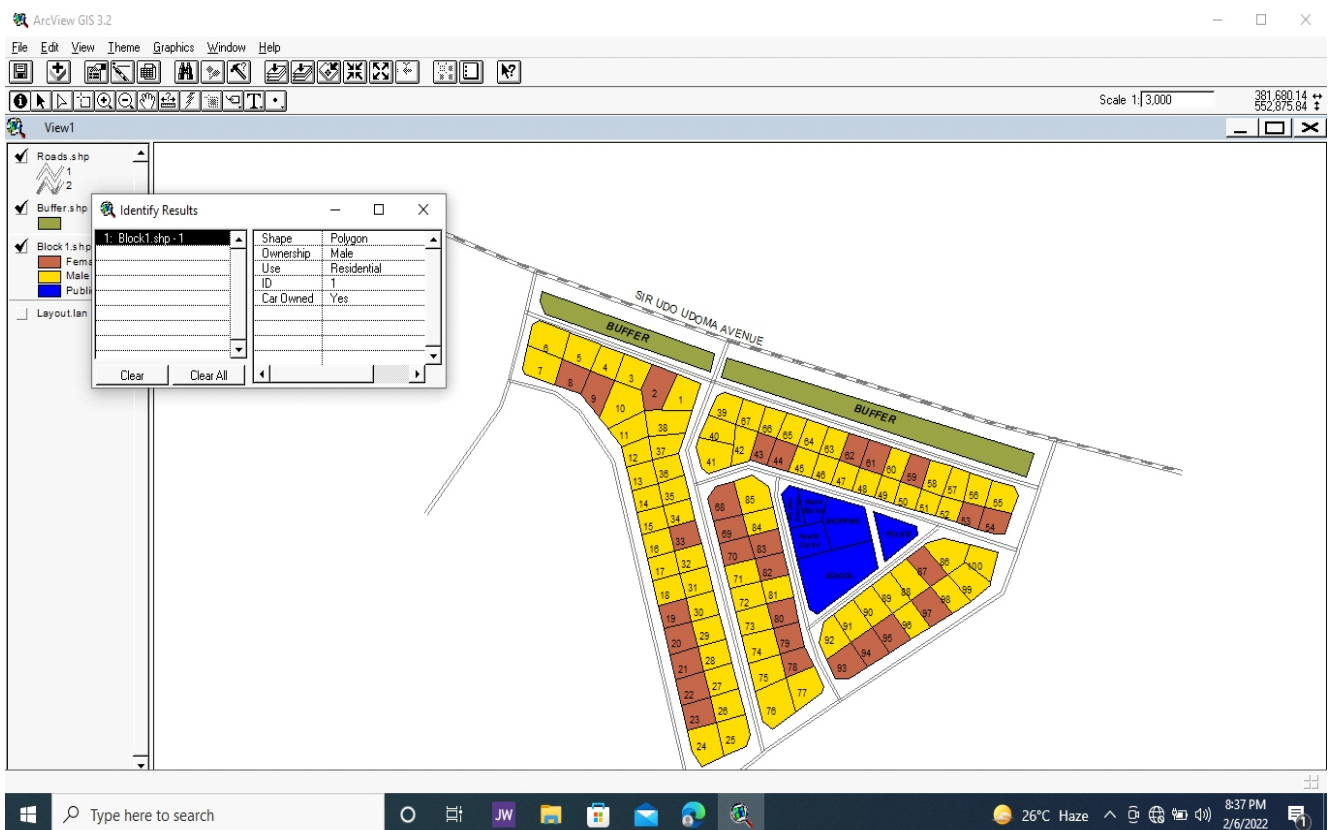 ArcView GIS 3.2
File Edit View Theme Graphics Window Help
Scale 1: 3,000
381,680.14
552,875.84
View1
Roads.shp
1
2
Buffer.shp
Block1.shp
Fema
Male
Publi
Layout.lan
Identify Results
1: Block1.shp - 1
Shape Polygon
Ownership Male
Use Residential
ID 1
Car Owned Yes
Clear Clear All
SIR UDO UDOMA AVENUE
BUFFER
BUFFER
6 5 4 3 2 1
7 8 9 10
11 38
12 37
13 36
14 35
15 34
16 33
17 32
18 31
19 30
20 29
21 28
22 27
23 26
24 25
39 67 66 65 64 63 62 61 60 59 58 57 56 55
40 42 43 44 45 46 47 48 49 50 51 52 53 54
41
68 85
69 84
70 83
71 82
72 81
73 80
74 79
75 78
76 77
SHOPPING
SCHOOL
86 100
87 99
88 98
89 97
90 96
91 95
92 94
93
Type here to search
JW
26°C Haze
8:37 PM
2/6/2022
1